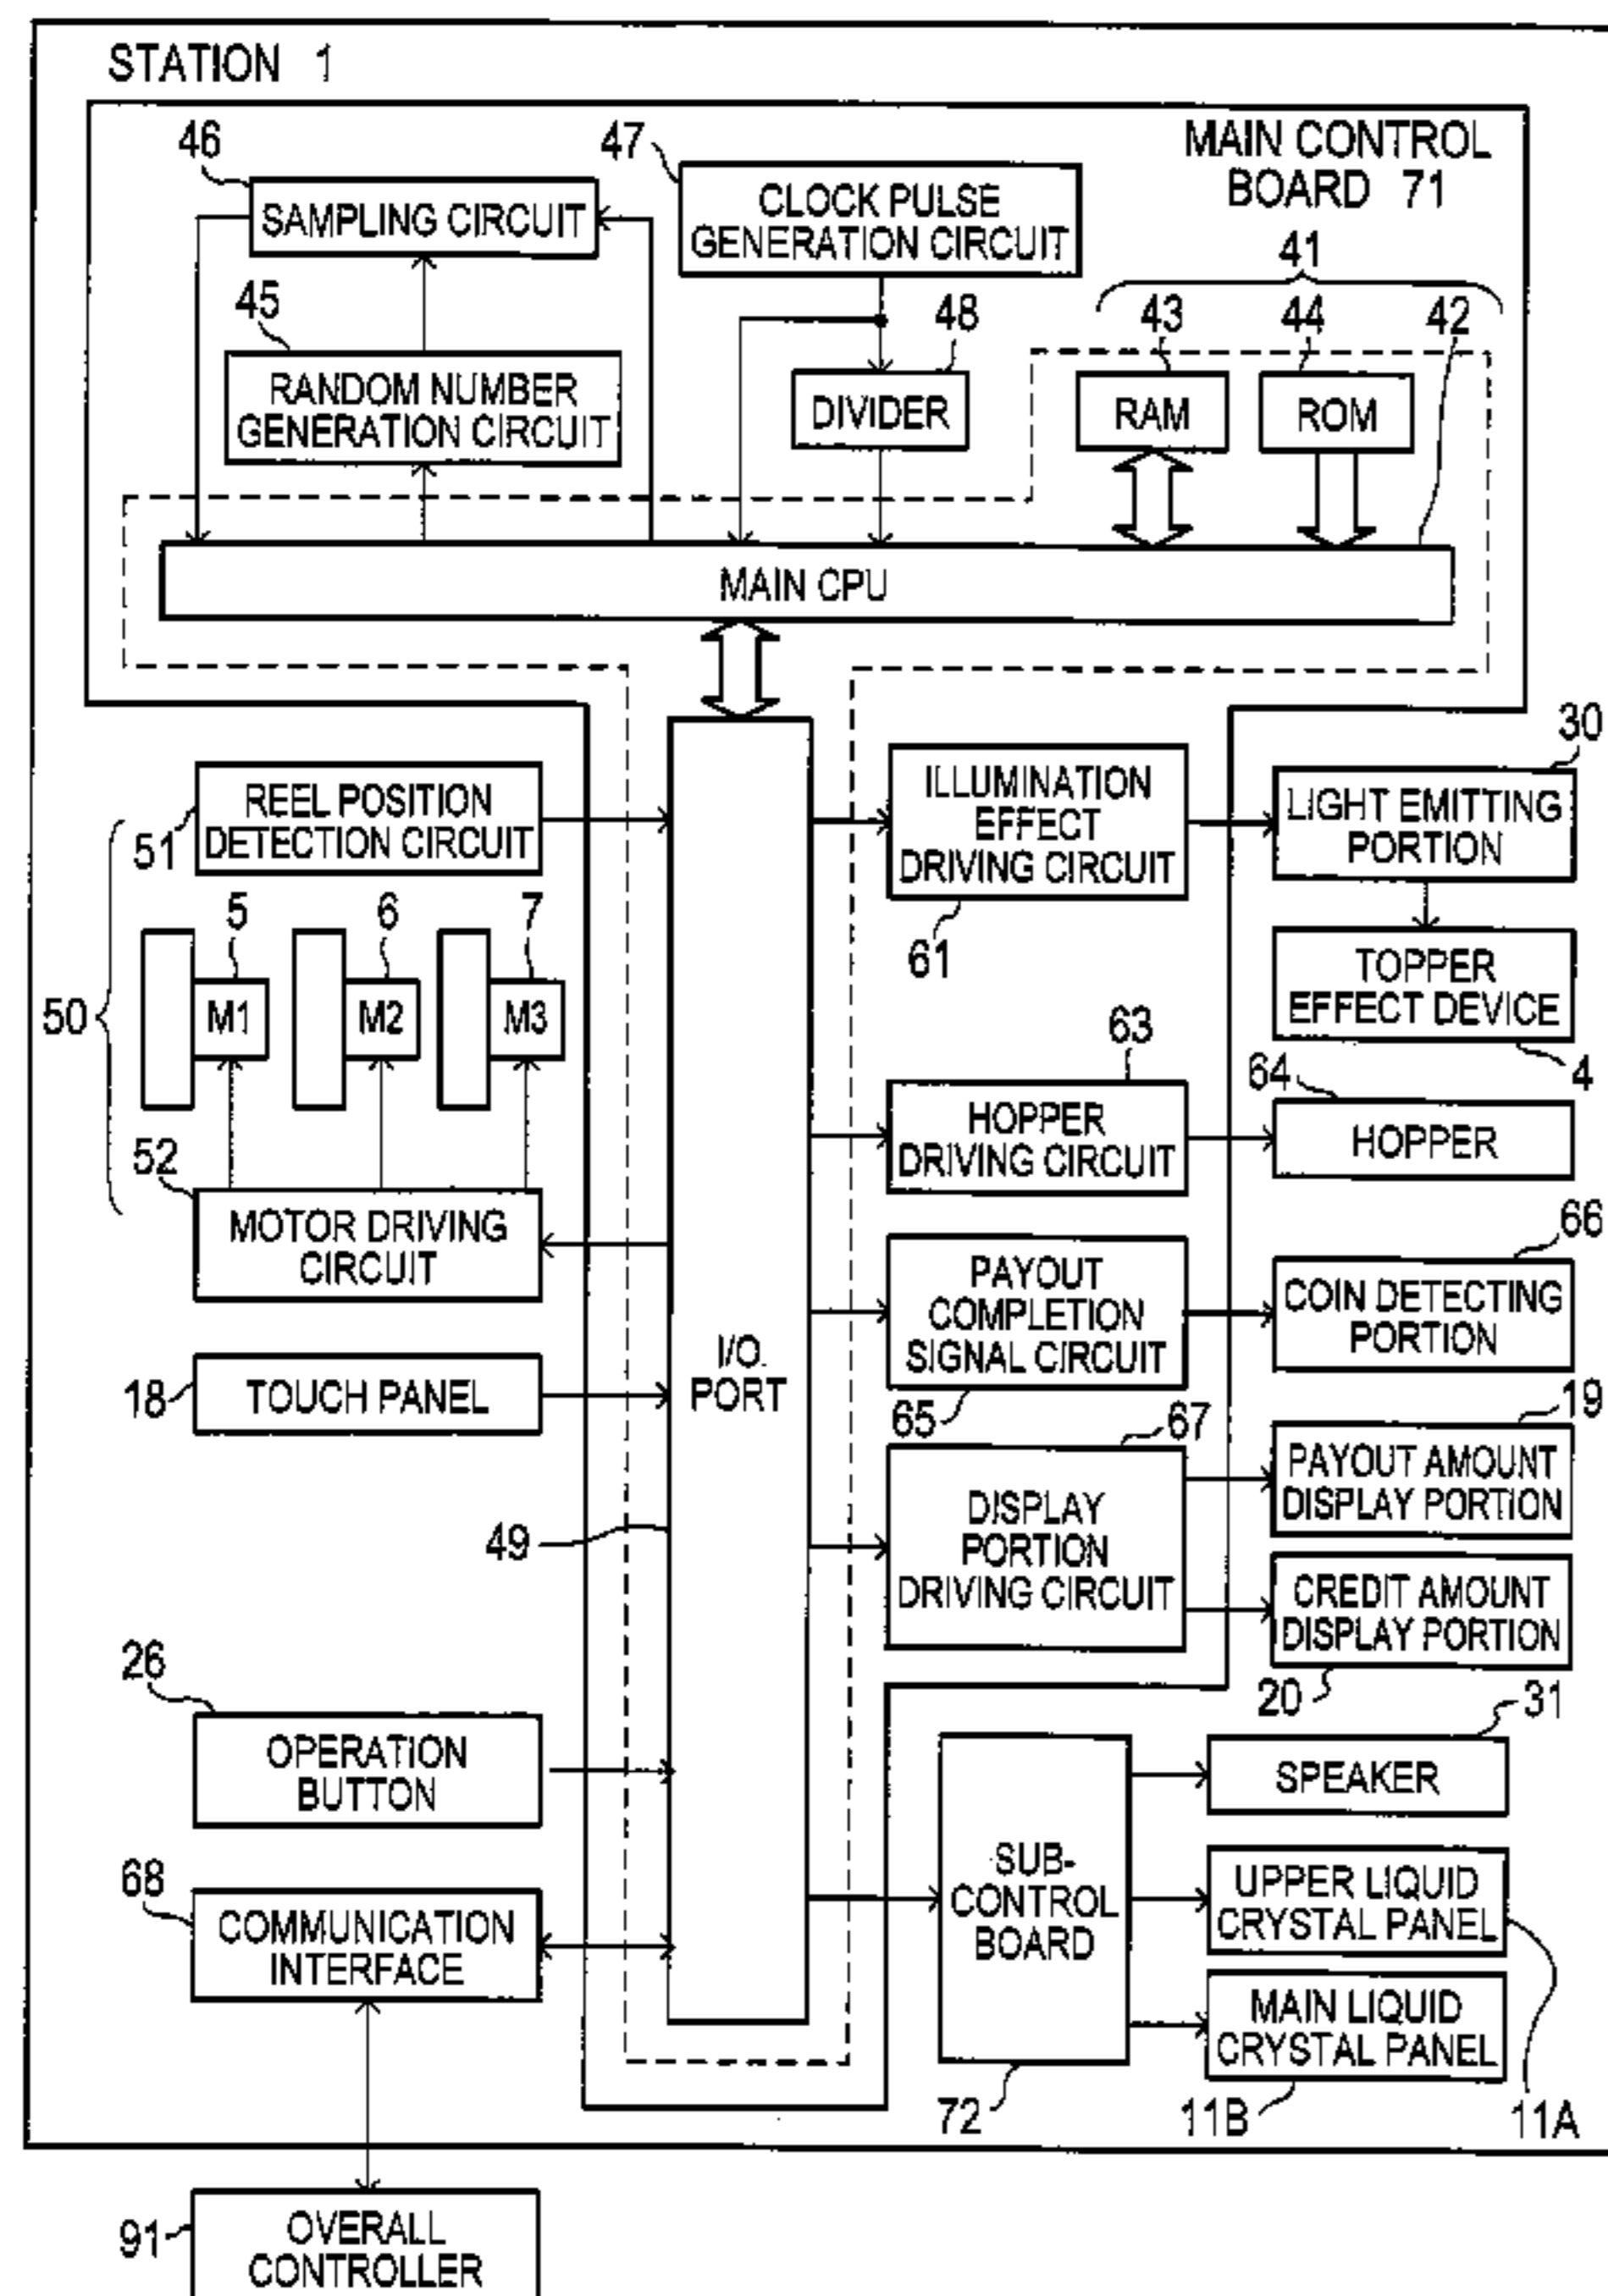 STATION 1
MAIN CONTROL
BOARD 71
46
SAMPLING CIRCUIT
47
CLOCK PULSE
GENERATION CIRCUIT
41
45
RANDOM NUMBER
GENERATION CIRCUIT
48
DIVIDER
43
RAM
44
ROM
42
MAIN CPU
51
REEL POSITION
DETECTION CIRCUIT
50
5
M1
6
M2
7
M3
52
MOTOR DRIVING
CIRCUIT
18
TOUCH PANEL
49
I/O
PORT
26
OPERATION
BUTTON
68
COMMUNICATION
INTERFACE
91
OVERALL
CONTROLLER
ILLUMINATION
EFFECT
DRIVING CIRCUIT
61
30
LIGHT EMITTING
PORTION
TOPPER
EFFECT DEVICE
4
63
HOPPER
DRIVING CIRCUIT
64
HOPPER
PAYOUT
COMPLETION
SIGNAL CIRCUIT
65
66
COIN DETECTING
PORTION
67
DISPLAY
PORTION
DRIVING CIRCUIT
19
PAYOUT AMOUNT
DISPLAY PORTION
CREDIT AMOUNT
DISPLAY PORTION
20
SUB-
CONTROL
BOARD
72
31
SPEAKER
UPPER LIQUID
CRYSTAL PANEL
11A
MAIN LIQUID
CRYSTAL PANEL
11B